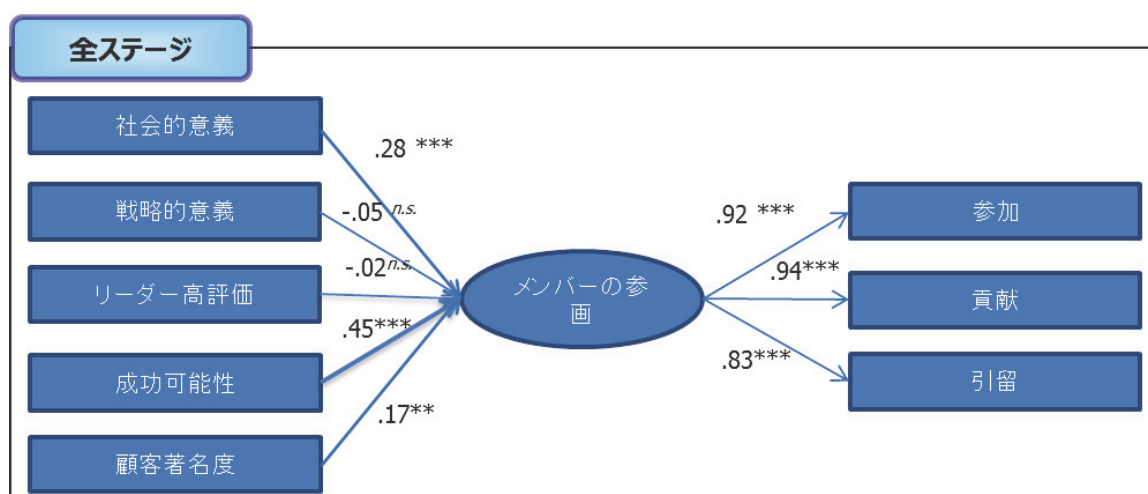 全ステージ
社会的意義
.28 ***
戦略的意義
-.05 n.s.
.92 ***
参加
リーダー高評価
-.02n.s.
メンバーの参
画
.94***
貢献
.45***
成功可能性
.83***
引留
.17**
顧客著名度